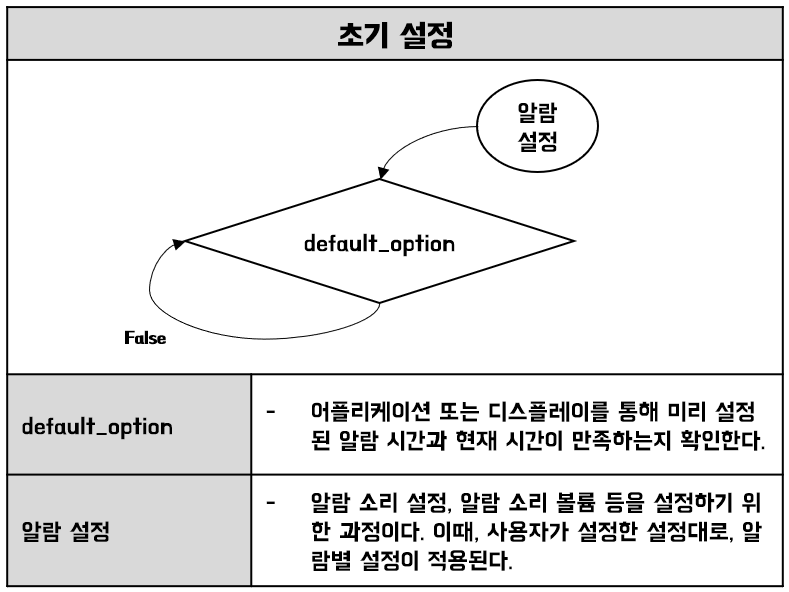 초기 설정
알람
설정
default_option
False
default_option
- 어플리케이션 또는 디스플레이를 통해 미리 설정
된 알람 시간과 현재 시간이 만족하는지 확인한다.
알람 설정
- 알람 소리 설정, 알람 소리 볼륨 등을 설정하기 위
한 과정이다. 이때, 사용자가 설정한 설정대로, 알
람별 설정이 적용된다.